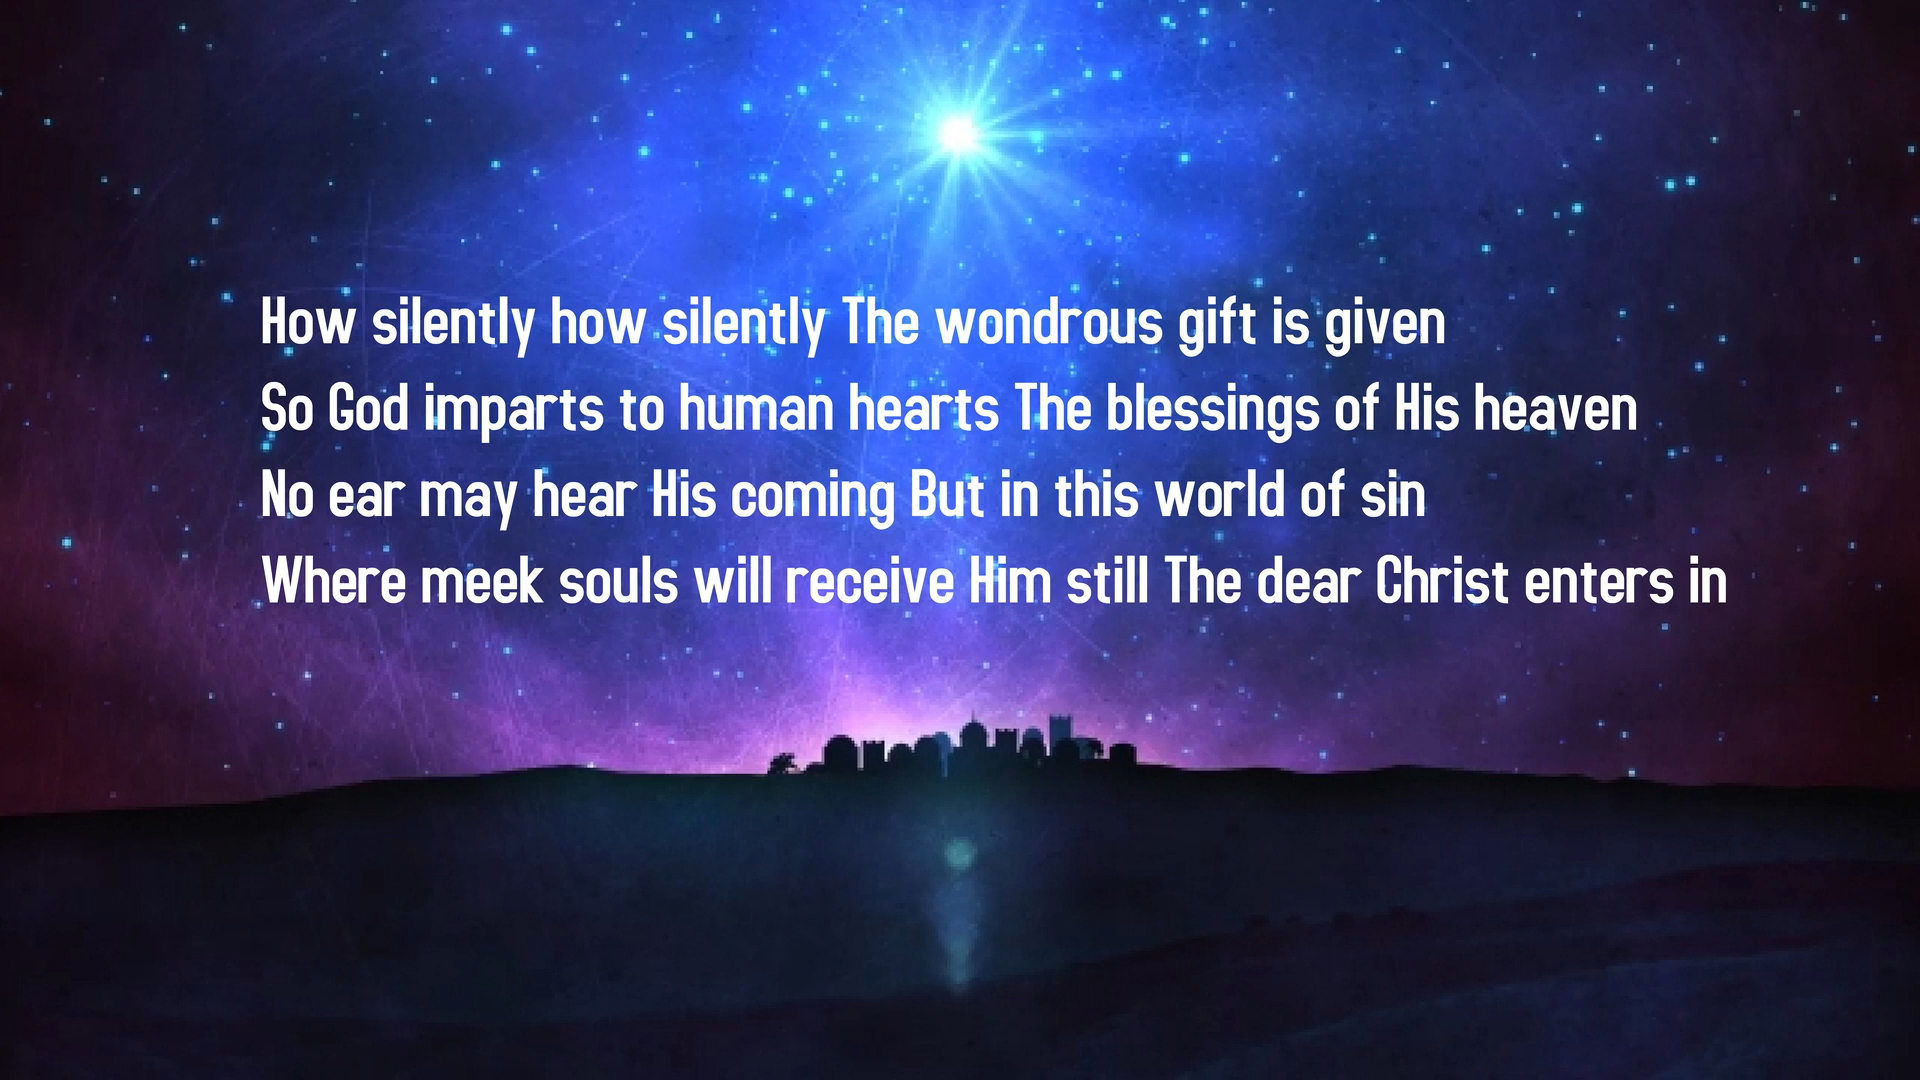 How silently how silently The wondrous gift is given
So God imparts to human hearts The blessings of His heaven
No ear may hear His coming But in this world of sin
Where meek souls will receive Him still The dear Christ enters in